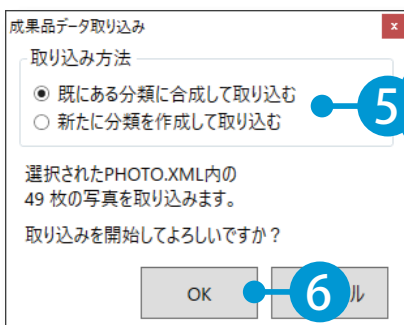 成果品データ取り込み
x
取り込み方法
既にある分類に合成して取り込む
5
新たに分類を作成して取り込む
選択されたPHOTO.XML内の
49 枚の写真を取り込みます。
取り込みを開始してよろしいですか？
OK
6
ル